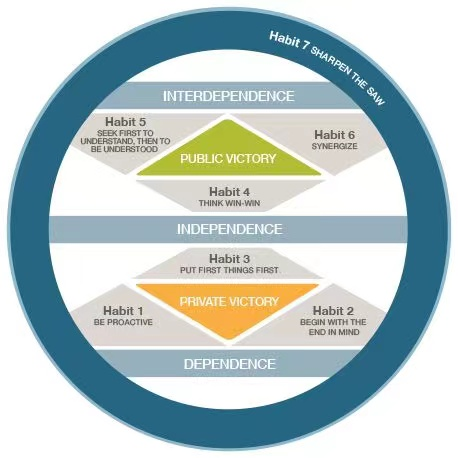 Habit 7 SHARPEN THE SAW
INTERDEPENDENCE
Habit 5
SEEK FIRST TO
UNDERSTAND, THEN TO
BE UNDERSTOOD
PUBLIC VICTORY
Habit 6
SYNERGIZE
Habit 4
THINK WIN-WIN
INDEPENDENCE
Habit 3
PUT FIRST THINGS FIRST
Habit 1
BE PROACTIVE
PRIVATE VICTORY
Habit 2
BEGIN WITH THE
END IN MIND
DEPENDENCE